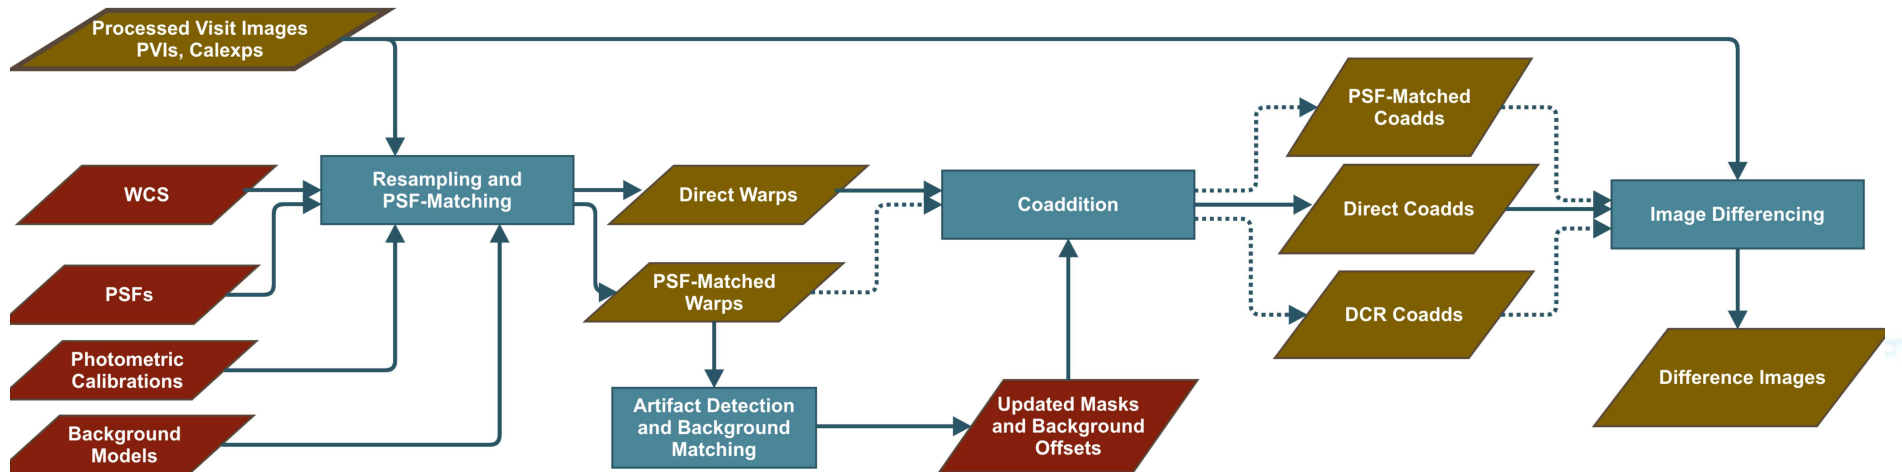 Processed Visit Images
PVIs, Calexps
WCS
PSFs
Photometric
Calibrations
Background
Models
Resampling and
PSF-Matching
Direct Warps
PSF-Matched
Warps
Artifact Detection
and Background
Matching
Updated Masks
and Background
Offsets
Coaddition
PSF-Matched
Coadds
Direct Coadds
DCR Coadds
Image Differencing
Difference Images